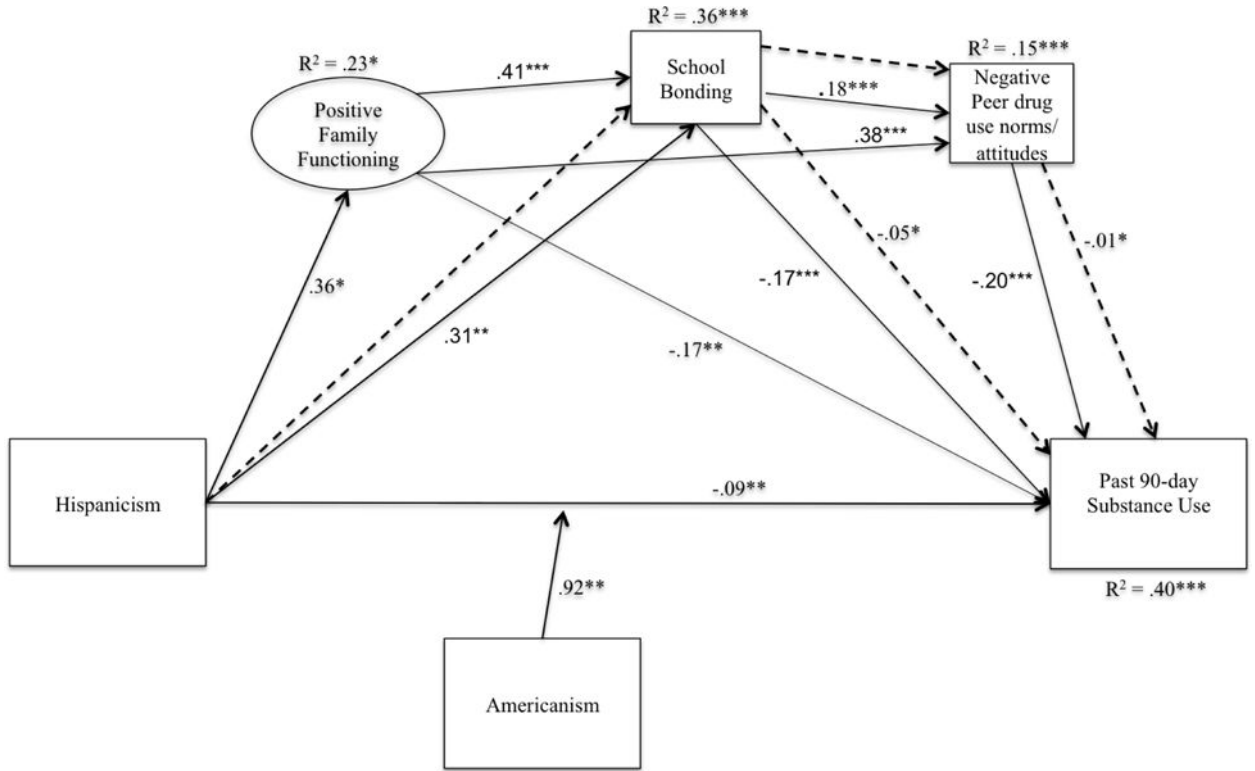 R² = .36***
R² = .15***
R² = .23*
School
Bonding
Negative
Peer drug
use norms/
attitudes
Positive
Family
Functioning
.41***
.18***
.38***
.36*
.31**
-.17**
-.17***
-.05*
-.20***
-.01*
Hispanicism
-.09**
Past 90-day
Substance Use
R² = .40***
.92**
Americanism